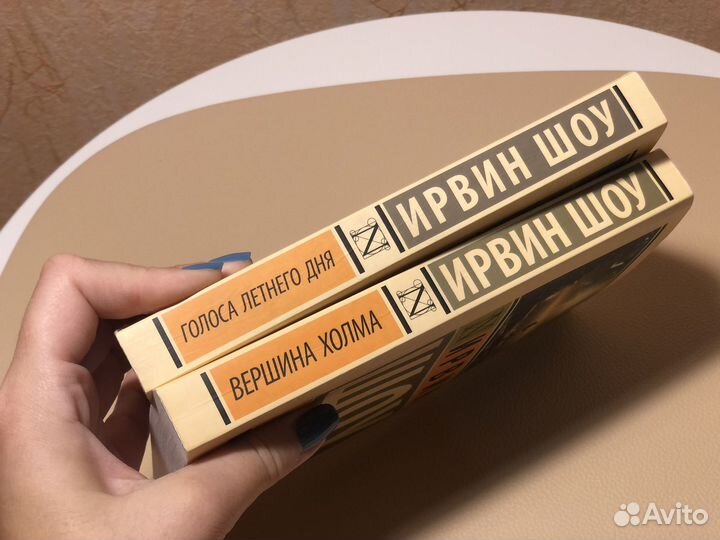 ГОЛОСА ЛЕТНЕГО ДНЯ
ИРВИН ШОУ
ВЕРШИНА ХОЛМА
ИРВИН ШОУ
Avito